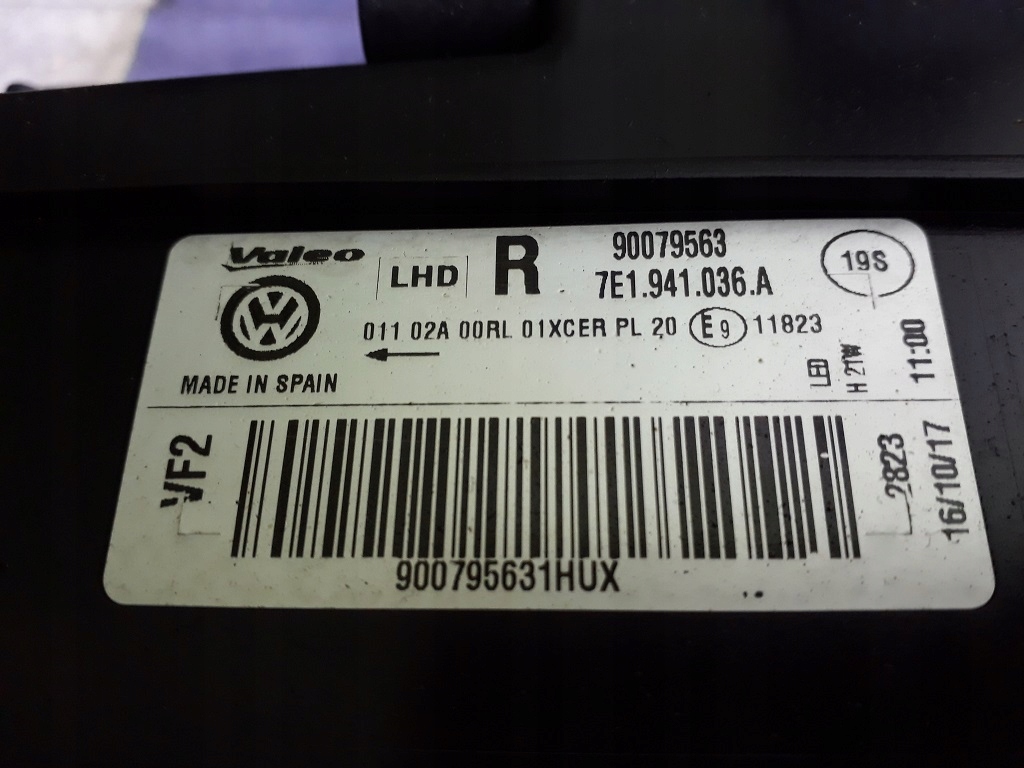 Valeo
LHD
R
90079563
7E1.941.036.A
19S
011 02A 00RL 01XCER PL 20 E9 11823
MADE IN SPAIN
LED
H 21W
11:00
VF2
2823
16/10/17
900795631HUX